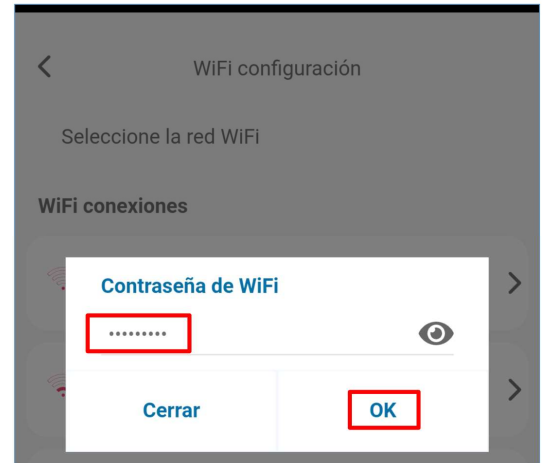 WiFi configuración
Seleccione la red WiFi
WiFi conexiones
Contraseña de WiFi
•••••••••
Cerrar
OK